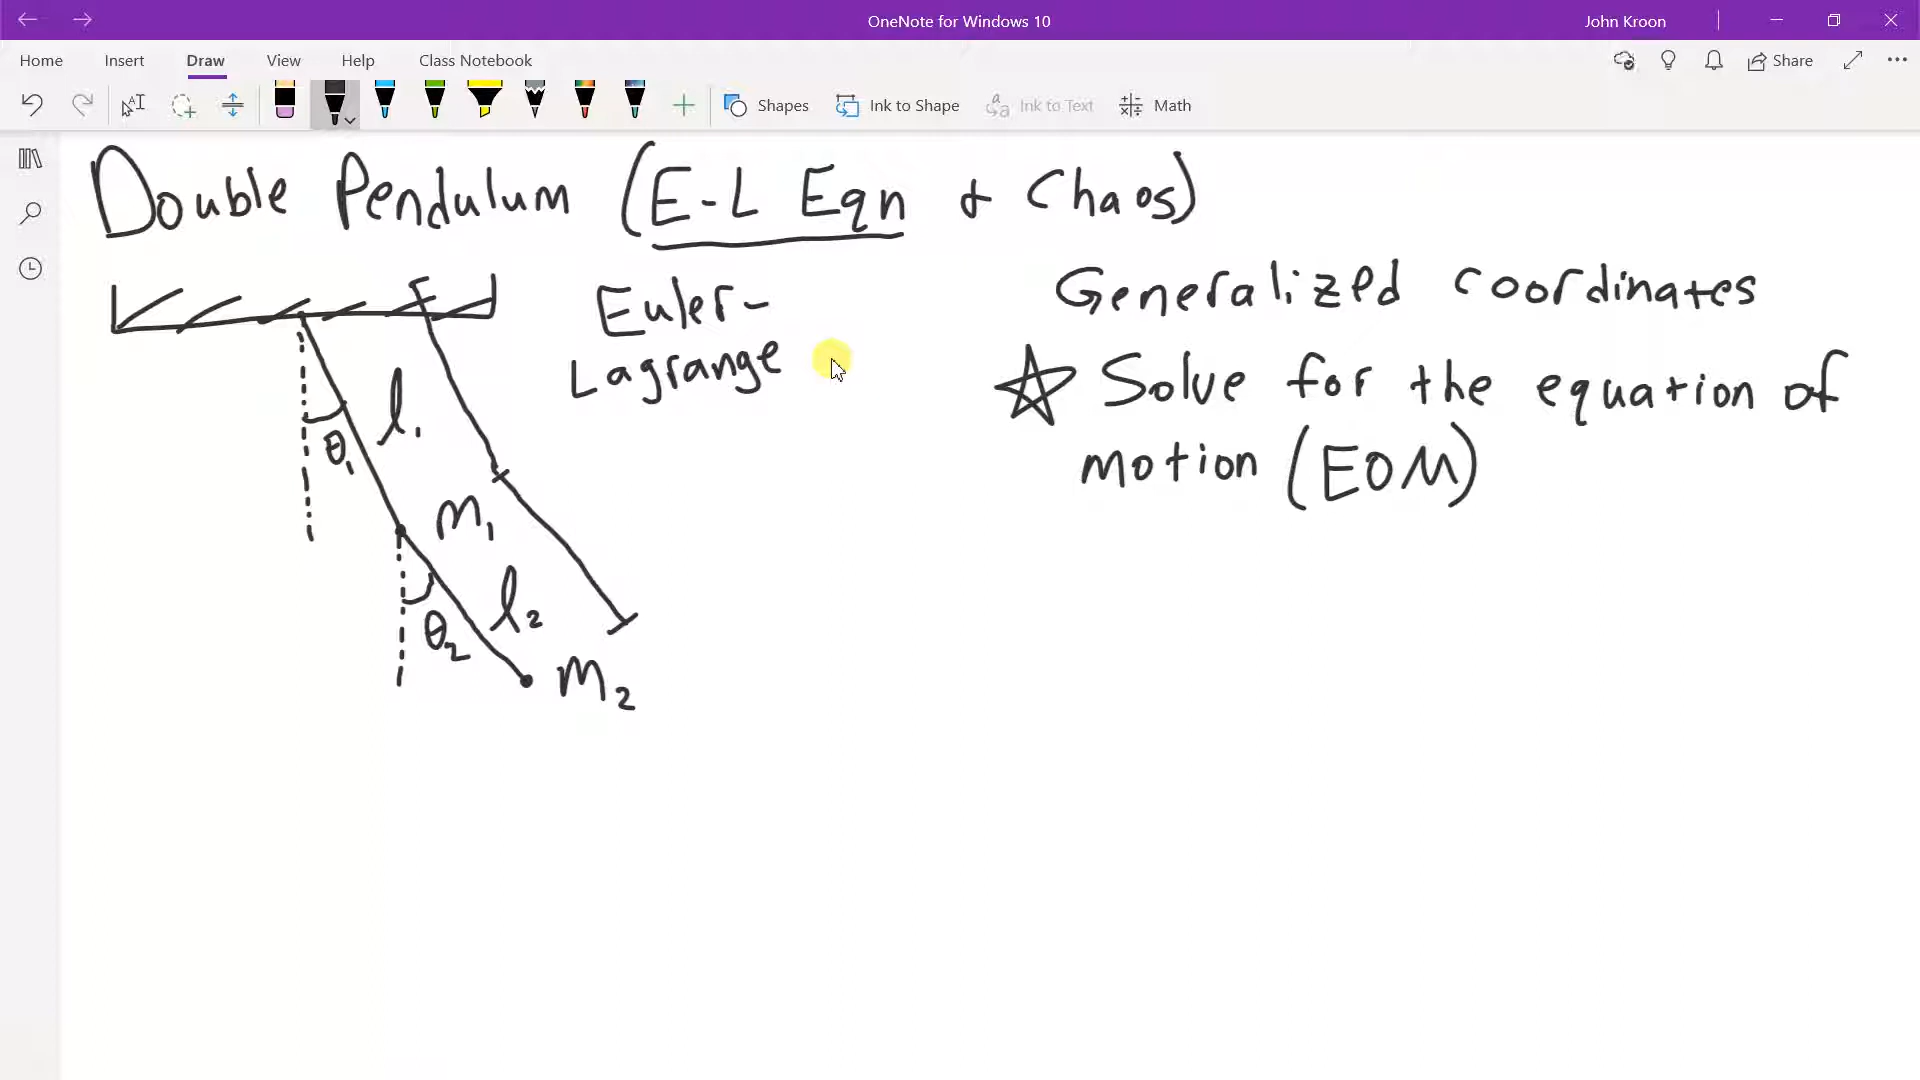 OneNote for Windows 10
John Kroon
Home Insert Draw View Help Class Notebook
Share
Shapes Ink to Shape Ink to Text Math
Double Pendulum (E-L Eqn + Chaos)
Euler-
Lagrange
Generalized coordinates
☆ Solve for the equation of
motion (EOM)
l₁
θ₁
m₁
l₂
θ₂
m₂